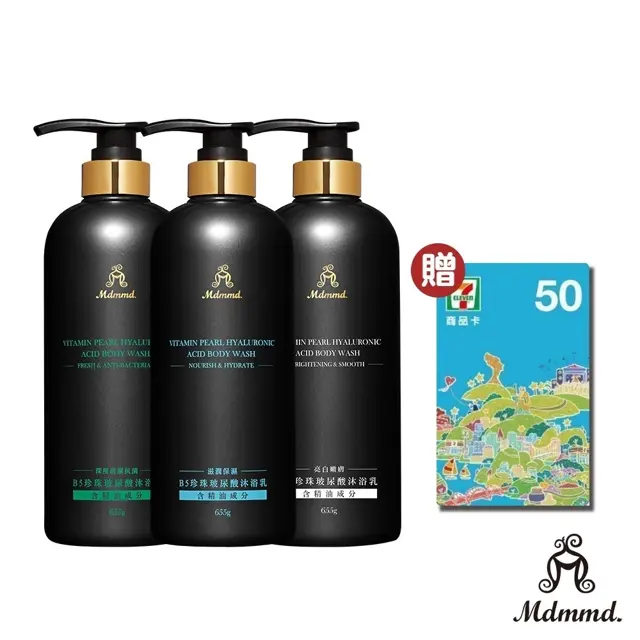 Mdmmd.
VITAMIN PEARL HYALURONIC
ACID BODY WASH
FRESH & ANTI-BACTERIA
B5珍珠玻尿酸沐浴
含精油成分
655g
Mdmmd.
VITAMIN PEARL HYALURONIC
ACID BODY WASH
NOURISH & HYDRATE
滋潤保濕
B5珍珠玻尿酸沐浴乳
含精油成分
655g
Mdmmd.
MIN PEARL HYALURONIC
ACID BODY WASH
RIGHTENING & SMOOTH
亮白嫩膚
珍珠玻尿酸沐浴乳
含精油成分
655g
贈
7
ELEVEN
商品卡
50
Mdmmd.